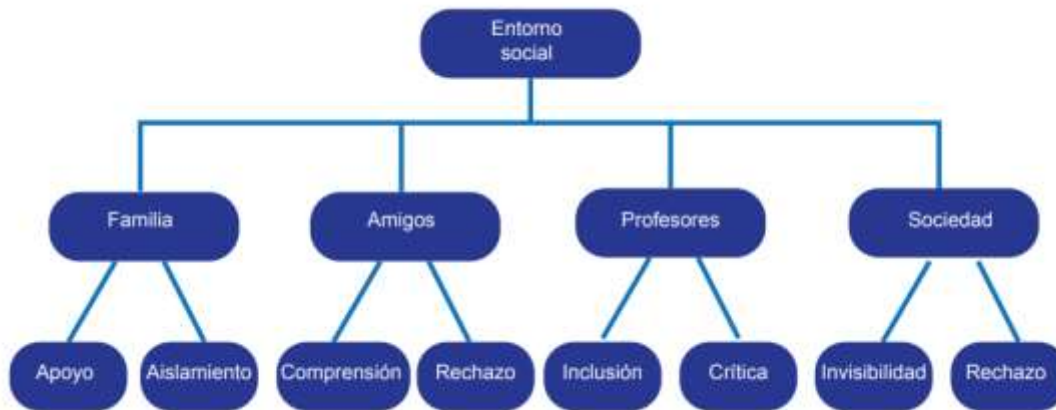 Entorno
social
Familia
Amigos
Profesores
Sociedad
Apoyo
Aislamiento
Comprensión
Rechazo
Inclusión
Crítica
Invisibilidad
Rechazo